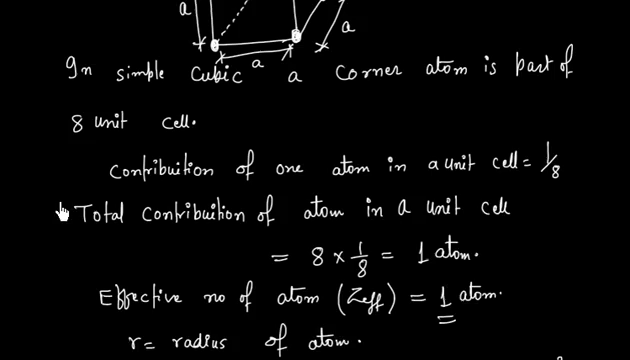 a
a
a
In simple cubic a corner atom is part of
8 unit cell.
Contribuition of one atom in a unit cell = 1/8
Total contribuition of atom in a unit cell
= 8 × 1/8 = 1 atom.
Effective no of atom (Zeff) = 1 atom.
r = radius of atom.